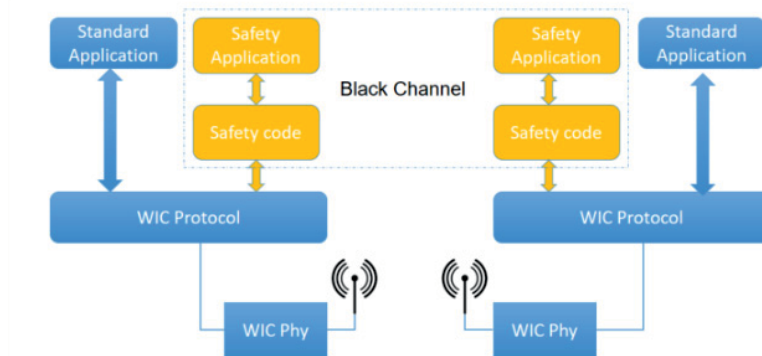 Standard
Application
Safety
Application
Safety
Application
Standard
Application
Black Channel
Safety code
Safety code
WIC Protocol
WIC Protocol
WIC Phy
WIC Phy